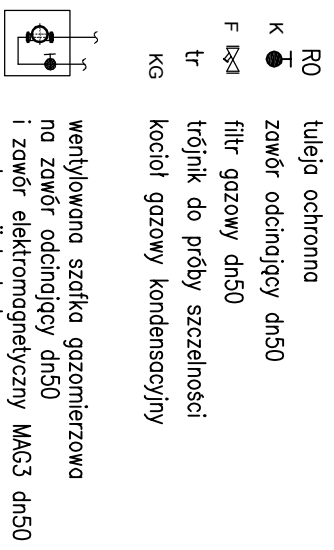 RO tuleja ochronna
K zawór odcinający dn50
F filtr gazowy dn50
tr trójnik do próby szczelności
KG kocioł gazowy kondensacyjny
wentylowana szafka gazomierzowa
na zawór odcinający dn50
i zawór elektromagnetyczny MAG3 dn50